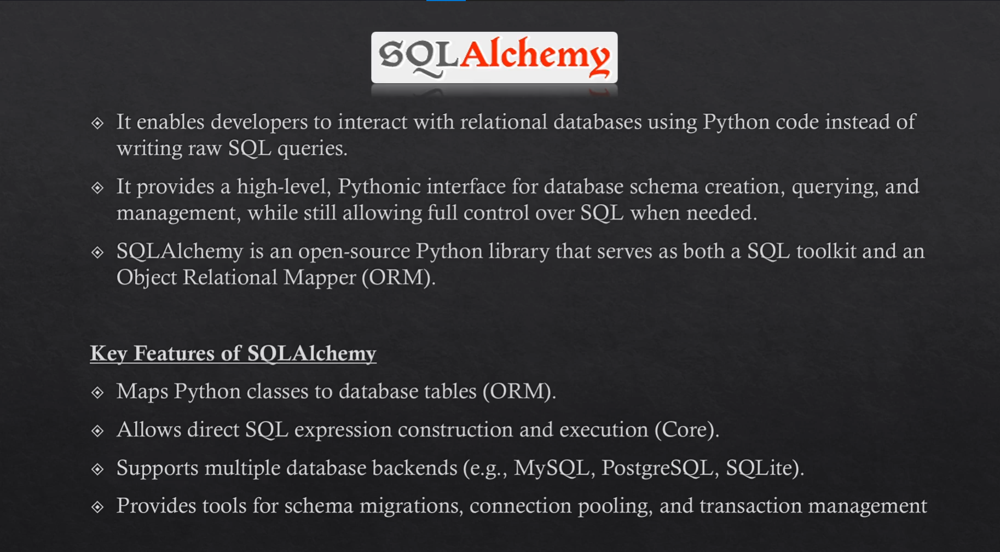 SQLAlchemy
It enables developers to interact with relational databases using Python code instead of
writing raw SQL queries.
It provides a high-level, Pythonic interface for database schema creation, querying, and
management, while still allowing full control over SQL when needed.
SQLAlchemy is an open-source Python library that serves as both a SQL toolkit and an
Object Relational Mapper (ORM).
Key Features of SQLAlchemy
Maps Python classes to database tables (ORM).
Allows direct SQL expression construction and execution (Core).
Supports multiple database backends (e.g., MySQL, PostgreSQL, SQLite).
Provides tools for schema migrations, connection pooling, and transaction management